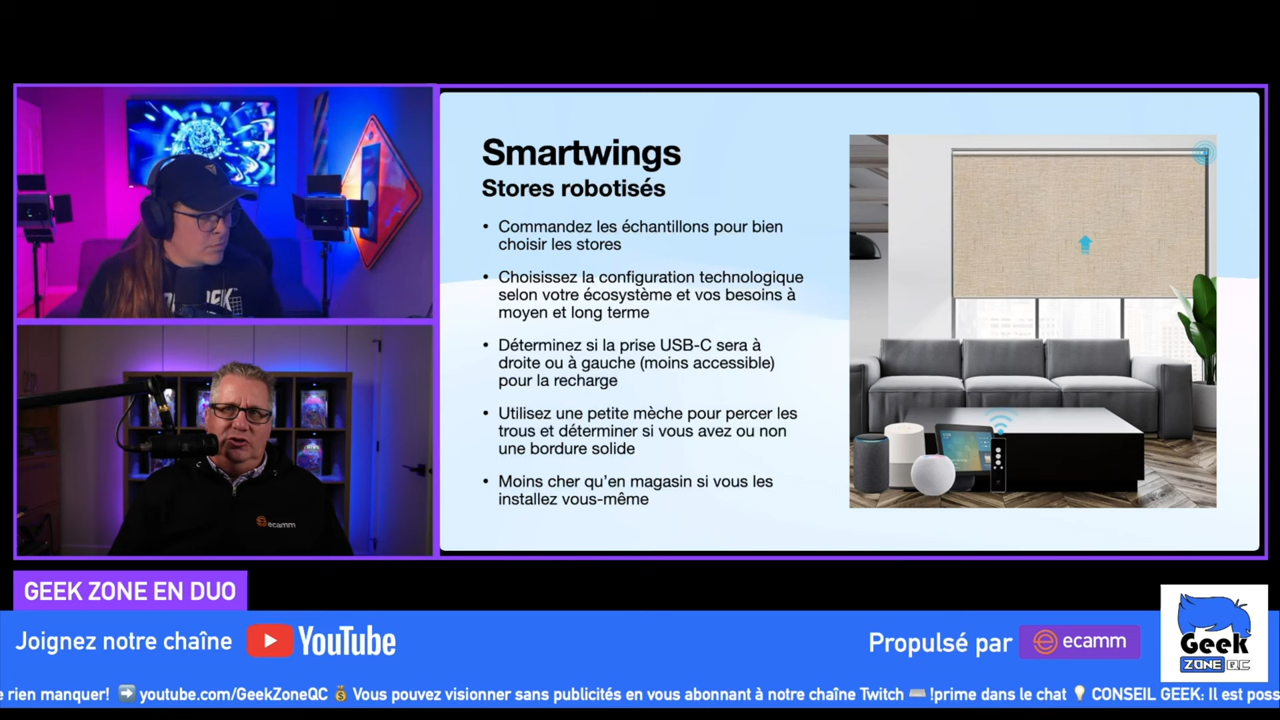 Smartwings
Stores robotisés
• Commandez les échantillons pour bien
choisir les stores
• Choisissez la configuration technologique
selon votre écosystème et vos besoins à
moyen et long terme
• Déterminez si la prise USB-C sera à
droite ou à gauche (moins accessible)
pour la recharge
• Utilisez une petite mèche pour percer les
trous et déterminer si vous avez ou non
une bordure solide
• Moins cher qu'en magasin si vous les
installez vous-même
ecamm
GEEK ZONE EN DUO
Joignez notre chaîne YouTube
Propulsé par ecamm
Geek
ZONE QC
e rien manquer! ➡️ youtube.com/GeekZoneQC 💰 Vous pouvez visionner sans publicités en vous abonnant à notre chaîne Twitch ⌨️ !prime dans le chat 💡 CONSEIL GEEK: Il est poss